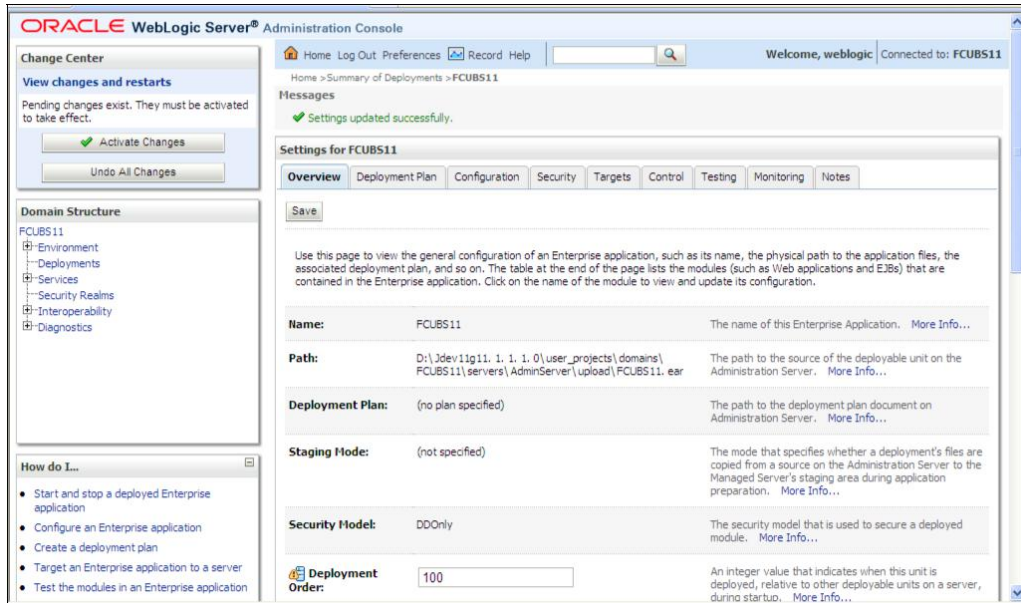 ORACLE WebLogic Server® Administration Console
Change Center
View changes and restarts
Pending changes exist. They must be activated
to take effect.
Activate Changes
Undo All Changes
Domain Structure
FCUBS11
Environment
Deployments
Services
Security Realms
Interoperability
Diagnostics
How do I...
Start and stop a deployed Enterprise
application
Configure an Enterprise application
Create a deployment plan
Target an Enterprise application to a server
Test the modules in an Enterprise application
Home Log Out Preferences Record Help
Welcome, weblogic Connected to: FCUBS11
Home >Summary of Deployments >FCUBS11
Messages
Settings updated successfully.
Settings for FCUBS11
Overview Deployment Plan Configuration Security Targets Control Testing Monitoring Notes
Save
Use this page to view the general configuration of an Enterprise application, such as its name, the physical path to the application files, the
associated deployment plan, and so on. The table at the end of the page lists the modules (such as Web applications and EJBs) that are
contained in the Enterprise application. Click on the name of the module to view and update its configuration.
Name: FCUBS11 The name of this Enterprise Application. More Info...
Path: D:\Jdev11g11. 1. 1. 1. 0\user_projects\domains\ The path to the source of the deployable unit on the
FCUBS11\servers\AdminServer\upload\FCUBS11. ear Administration Server. More Info...
Deployment Plan: (no plan specified) The path to the deployment plan document on
Administration Server. More Info...
Staging Mode: (not specified) The mode that specifies whether a deployment's files are
copied from a source on the Administration Server to the
Managed Server's staging area during application
preparation. More Info...
Security Model: DDOnly The security model that is used to secure a deployed
module. More Info...
Deployment Order: 100 An integer value that indicates when this unit is
deployed, relative to other deployable units on a server,
during startup. More Info...